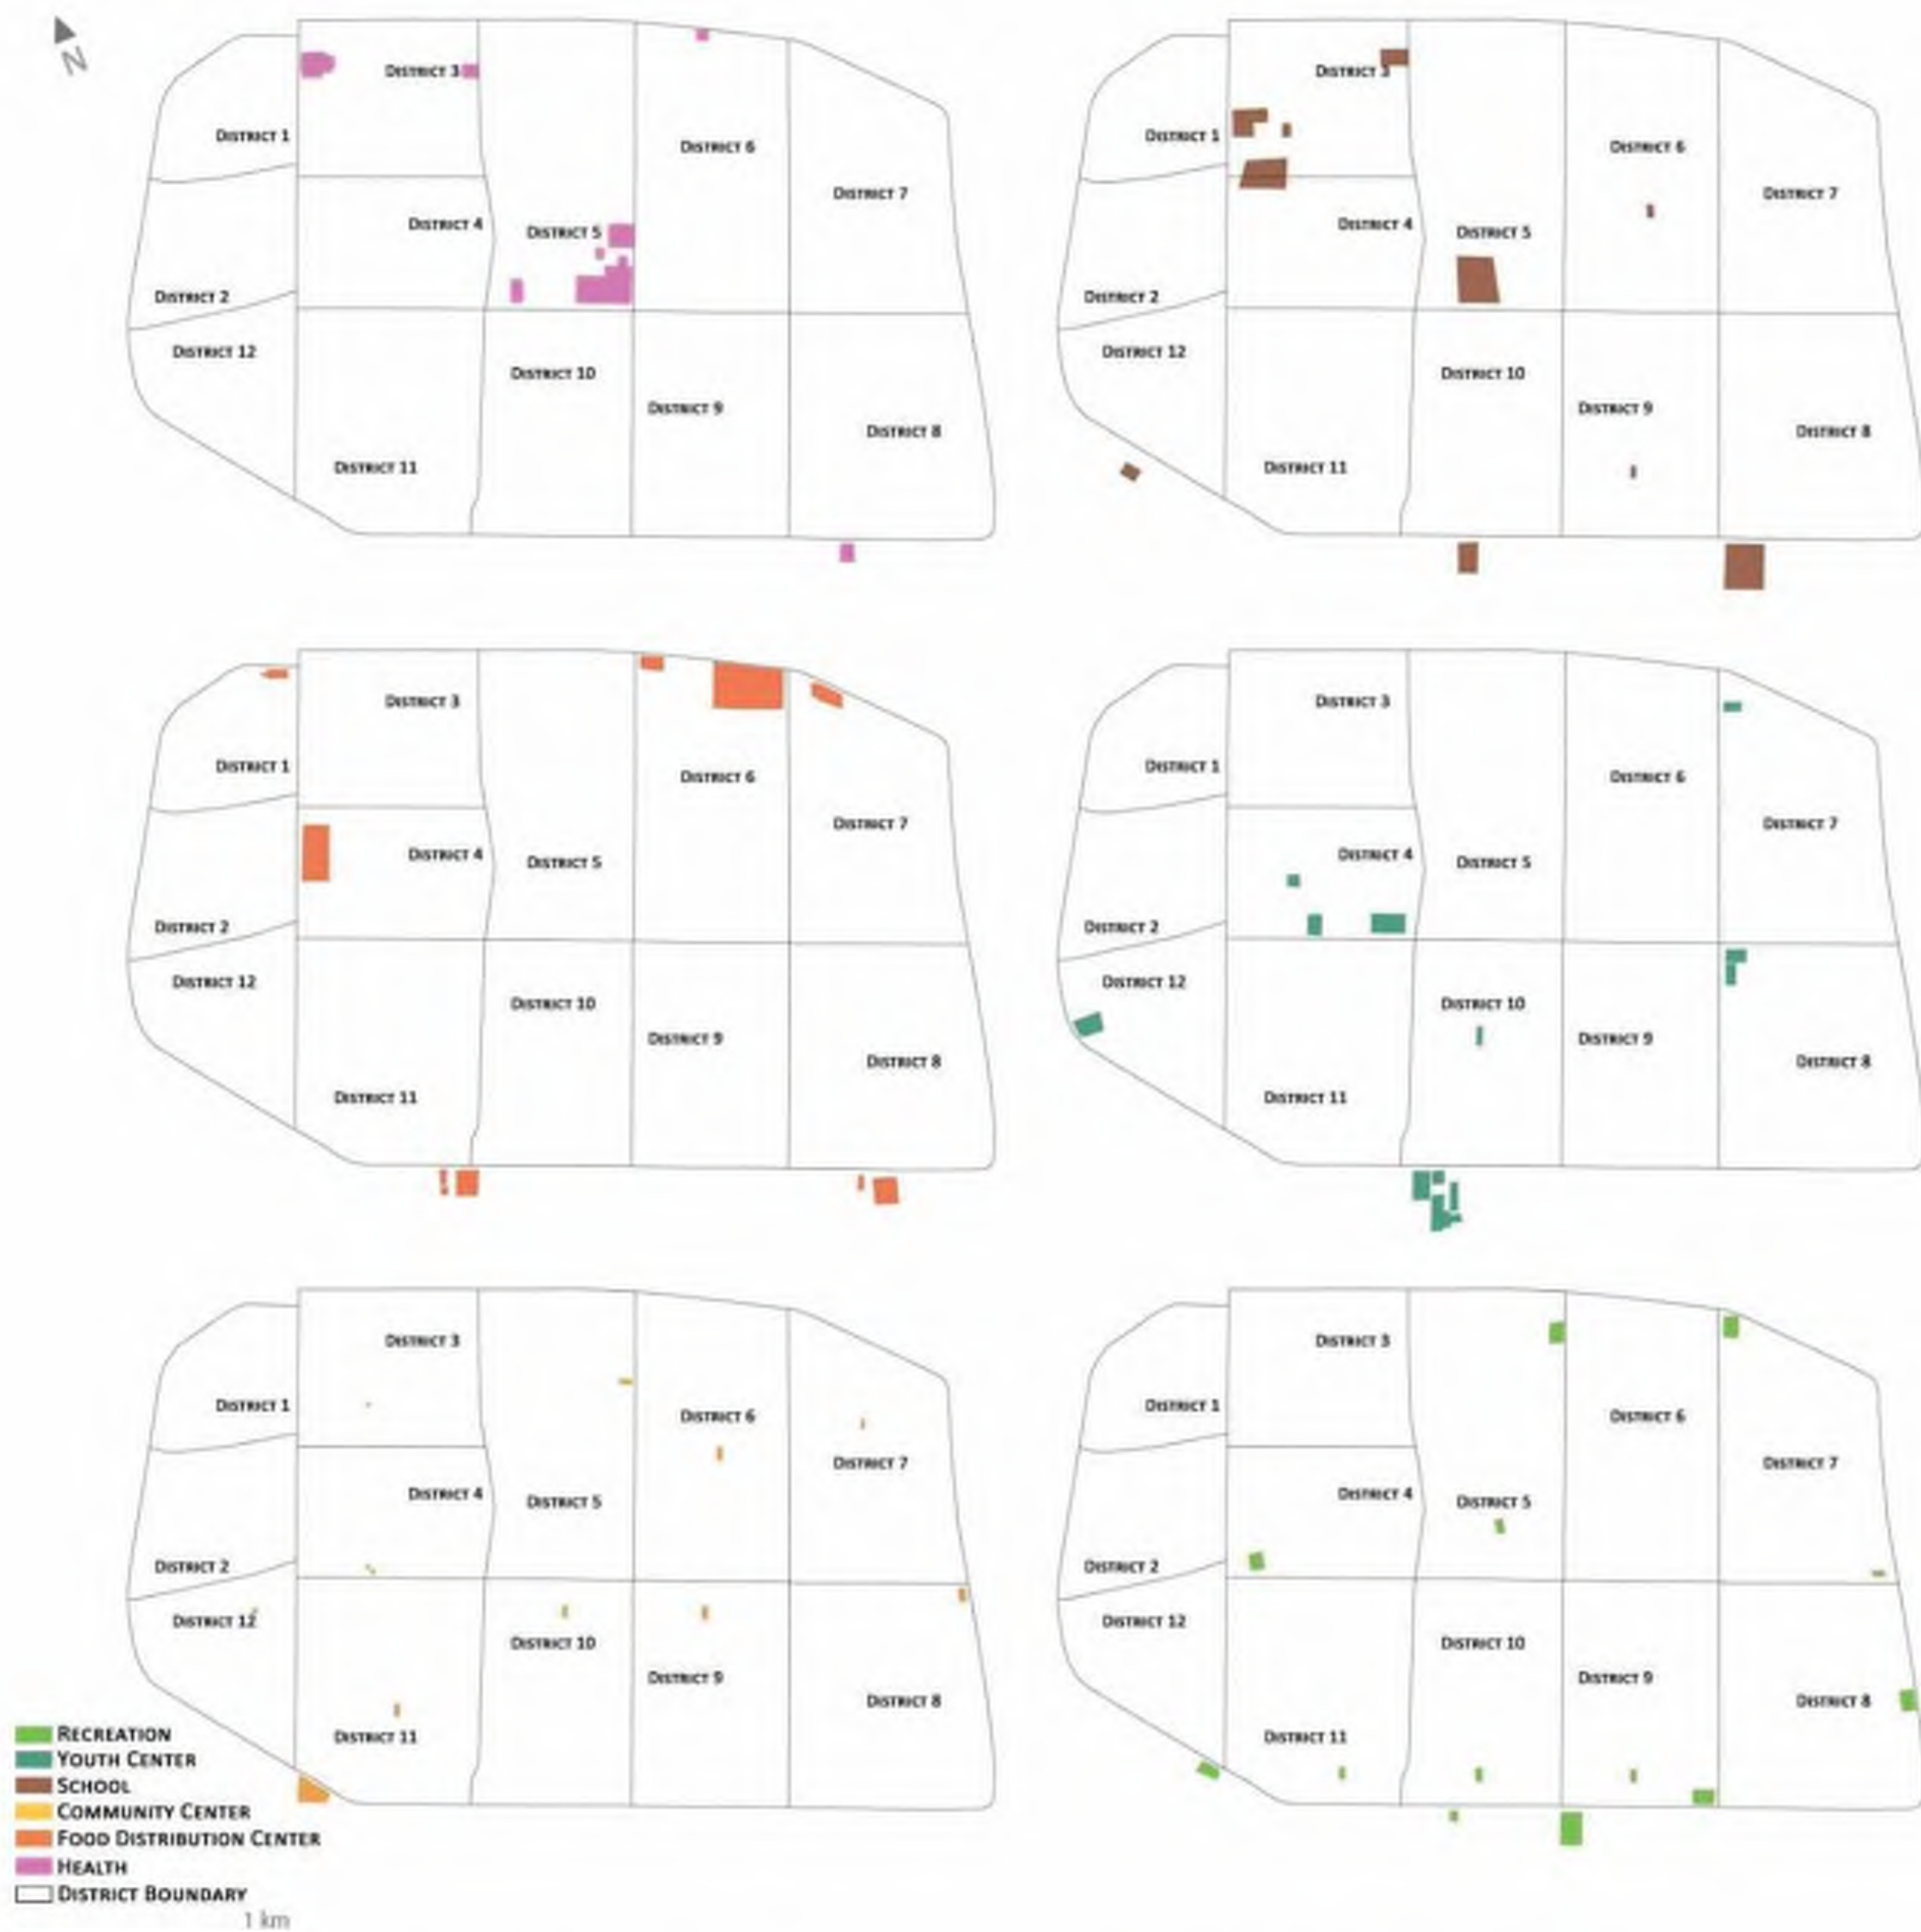 N
District 3
District 1
District 6
District 7
District 4
District 5
District 2
District 12
District 10
District 9
District 8
District 11
District 3
District 1
District 6
District 7
District 4
District 5
District 2
District 12
District 10
District 9
District 8
District 11
District 3
District 1
District 6
District 7
District 4
District 5
District 2
District 12
District 10
District 9
District 8
District 11
District 3
District 1
District 6
District 7
District 4
District 5
District 2
District 12
District 10
District 9
District 8
District 11
District 3
District 1
District 6
District 7
District 4
District 5
District 2
District 12
District 10
District 9
District 8
District 11
District 3
District 1
District 6
District 7
District 4
District 5
District 2
District 12
District 10
District 9
District 8
District 11
Recreation
Youth Center
School
Community Center
Food Distribution Center
Health
District Boundary
1 km